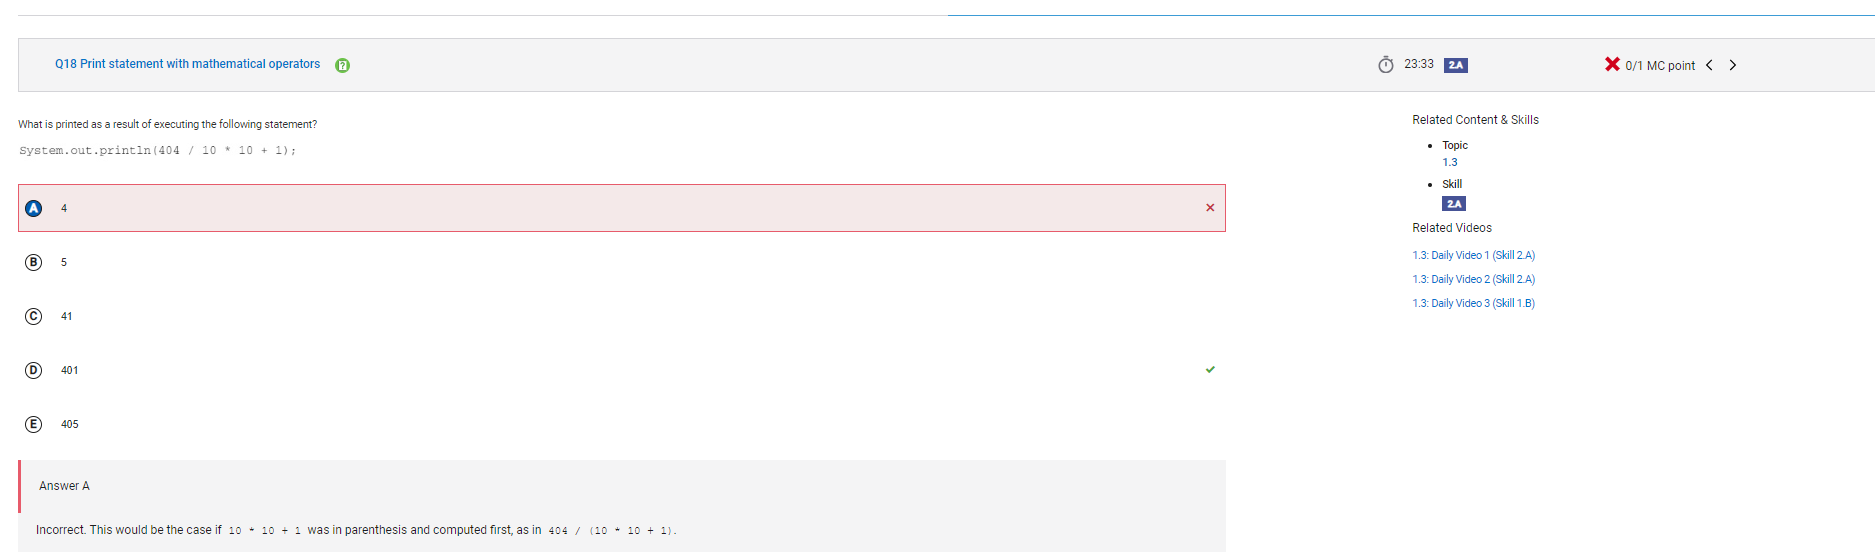 Q18 Print statement with mathematical operators
23:33 2.A
0/1 MC point
What is printed as a result of executing the following statement?
System.out.println(404 / 10 * 10 + 1);
A 4
B 5
C 41
D 401
E 405
Answer A
Incorrect. This would be the case if 10 * 10 + 1 was in parenthesis and computed first, as in 404 / (10 * 10 + 1).
Related Content & Skills
Topic
1.3
Skill
2.A
Related Videos
1.3: Daily Video 1 (Skill 2.A)
1.3: Daily Video 2 (Skill 2.A)
1.3: Daily Video 3 (Skill 1.B)